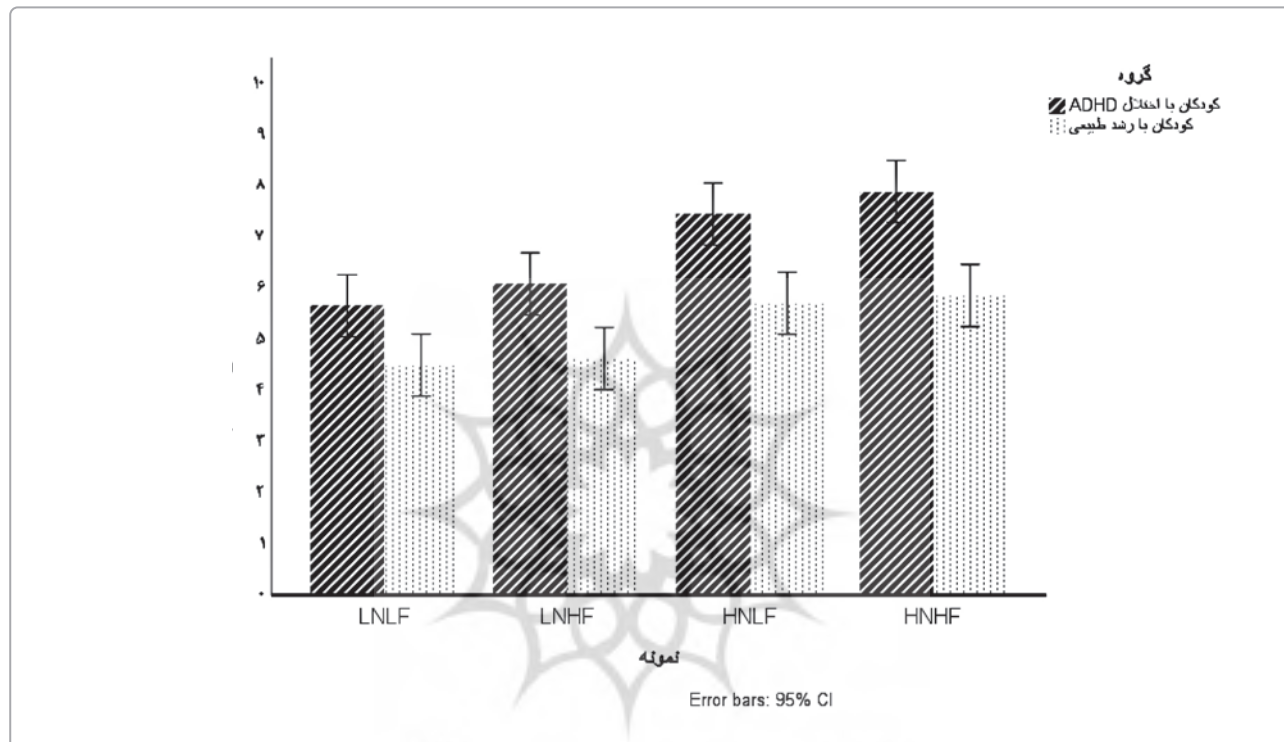 گروه
کودکان با اختلال ADHD
کودکان با رشد طبیعی
۱۰
۹
۸
۷
۶
۵
۴
۳
۲
۱
۰
LNLF LNHF HNLF HNHF
نمونه
Error bars: 95% CI